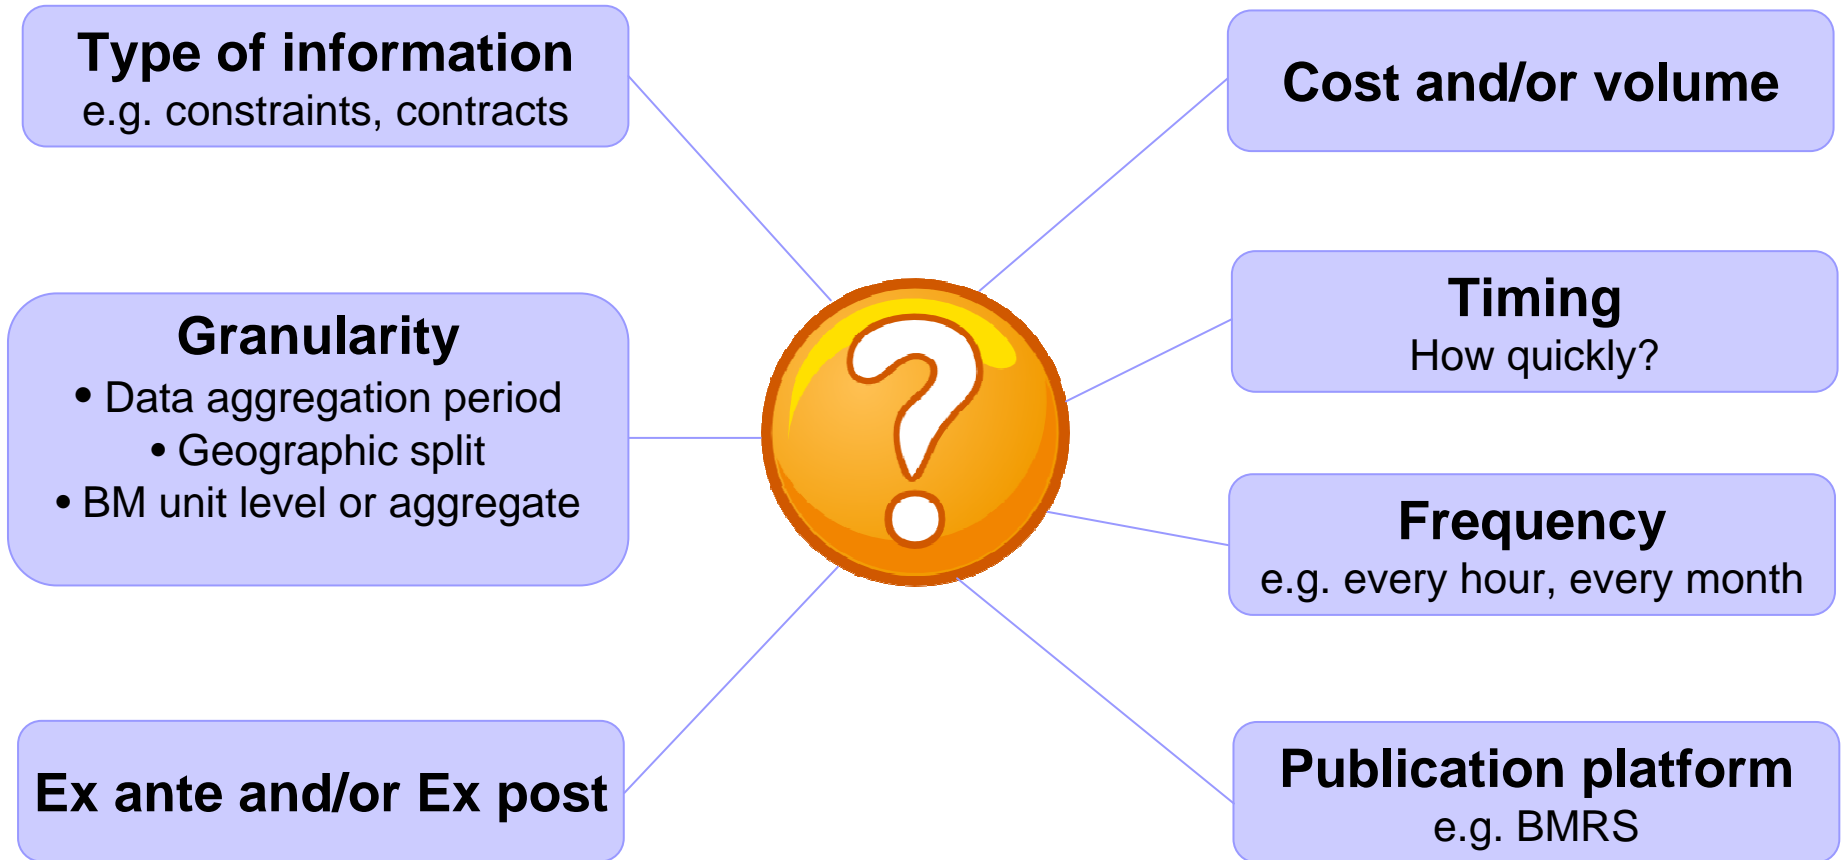 Type of information
e.g. constraints, contracts
Granularity
• Data aggregation period
• Geographic split
• BM unit level or aggregate
Ex ante and/or Ex post
?
Cost and/or volume
Timing
How quickly?
Frequency
e.g. every hour, every month
Publication platform
e.g. BMRS